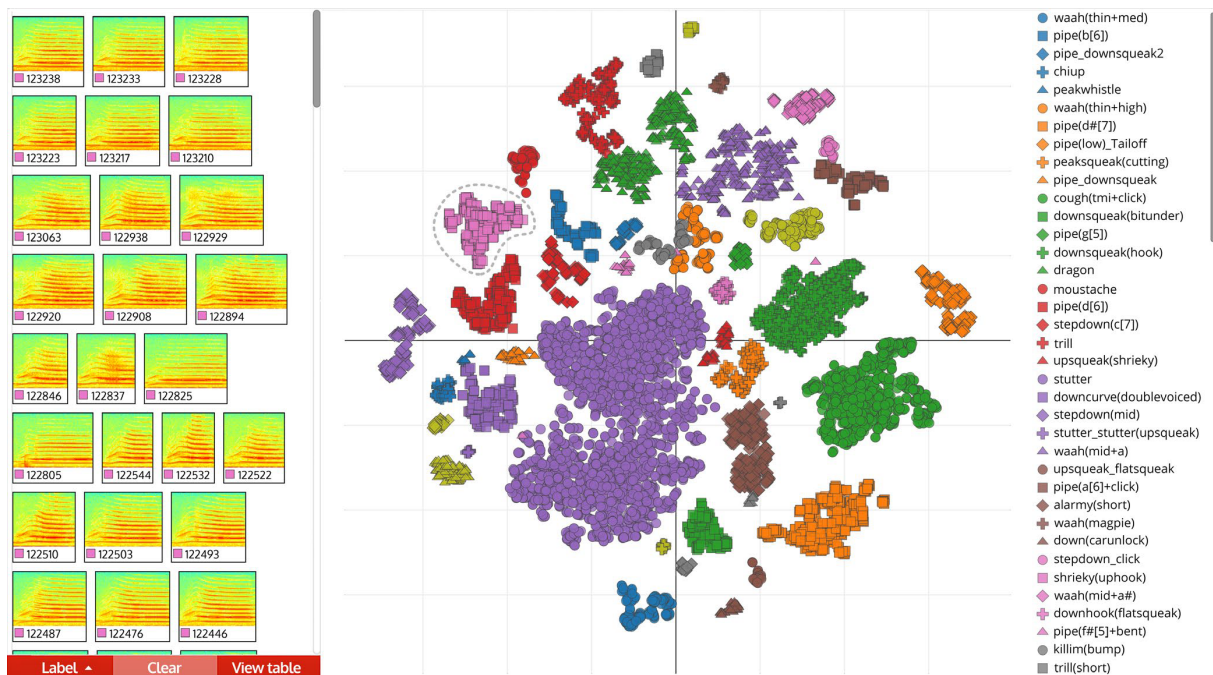 123238 123233 123228
123223 123217 123210
123063 122938 122929
122920 122908 122894
122846 122837 122825
122805 122544 122532 122522
122510 122503 122493
122487 122476 122446
Label Clear View table
waah(thin+med)
pipe(b[6])
pipe_downsqueak2
chiup
peakwhistle
waah(thin+high)
pipe(d#[7])
pipe(low)_Tailoff
peaksqueak(cutting)
pipe_downsqueak
cough(tmi+click)
downsqueak(bitunder)
pipe(g[5])
downsqueak(hook)
dragon
moustache
pipe(d[6])
stepdown(c[7])
trill
upsqueak(shrieky)
stutter
downcurve(doublevoiced)
stepdown(mid)
stutter_stutter(upsqueak)
waah(mid+a)
upsqueak_flatsqueak
pipe(a[6]+click)
alarmy(short)
waah(magpie)
down(carunlock)
stepdown_click
shrieky(uphook)
waah(mid+a#)
downhook(flatsqueak)
pipe(f#[5]+bent)
killim(bump)
trill(short)